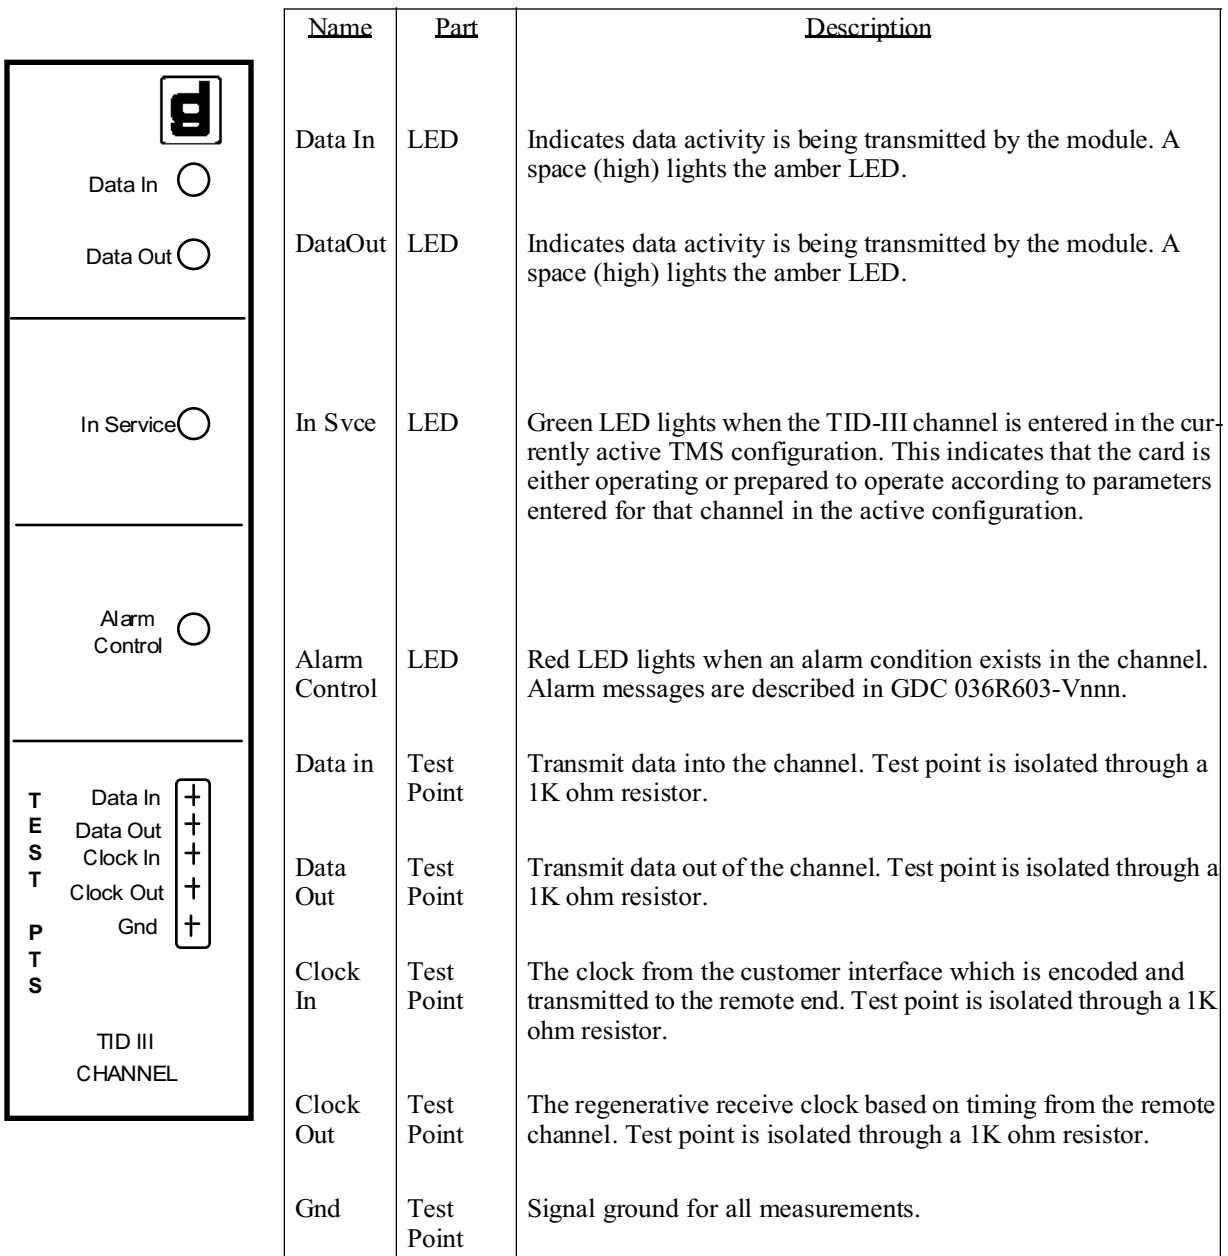 g
Data In
Data Out
In Service
Alarm
Control
T
E
S
T
P
T
S
Data In
Data Out
Clock In
Clock Out
Gnd
TID III
CHANNEL
Name Part Description
Data In LED Indicates data activity is being transmitted by the module. A
space (high) lights the amber LED.
DataOut LED Indicates data activity is being transmitted by the module. A
space (high) lights the amber LED.
In Svce LED Green LED lights when the TID-III channel is entered in the cur-
rently active TMS configuration. This indicates that the card is
either operating or prepared to operate according to parameters
entered for that channel in the active configuration.
Alarm LED Red LED lights when an alarm condition exists in the channel.
Control Alarm messages are described in GDC 036R603-Vnnn.
Data in Test Transmit data into the channel. Test point is isolated through a
Point 1K ohm resistor.
Data Test Transmit data out of the channel. Test point is isolated through a
Out Point 1K ohm resistor.
Clock Test The clock from the customer interface which is encoded and
In Point transmitted to the remote end. Test point is isolated through a 1K
ohm resistor.
Clock Test The regenerative receive clock based on timing from the remote
Out Point channel. Test point is isolated through a 1K ohm resistor.
Gnd Test Signal ground for all measurements.
Point